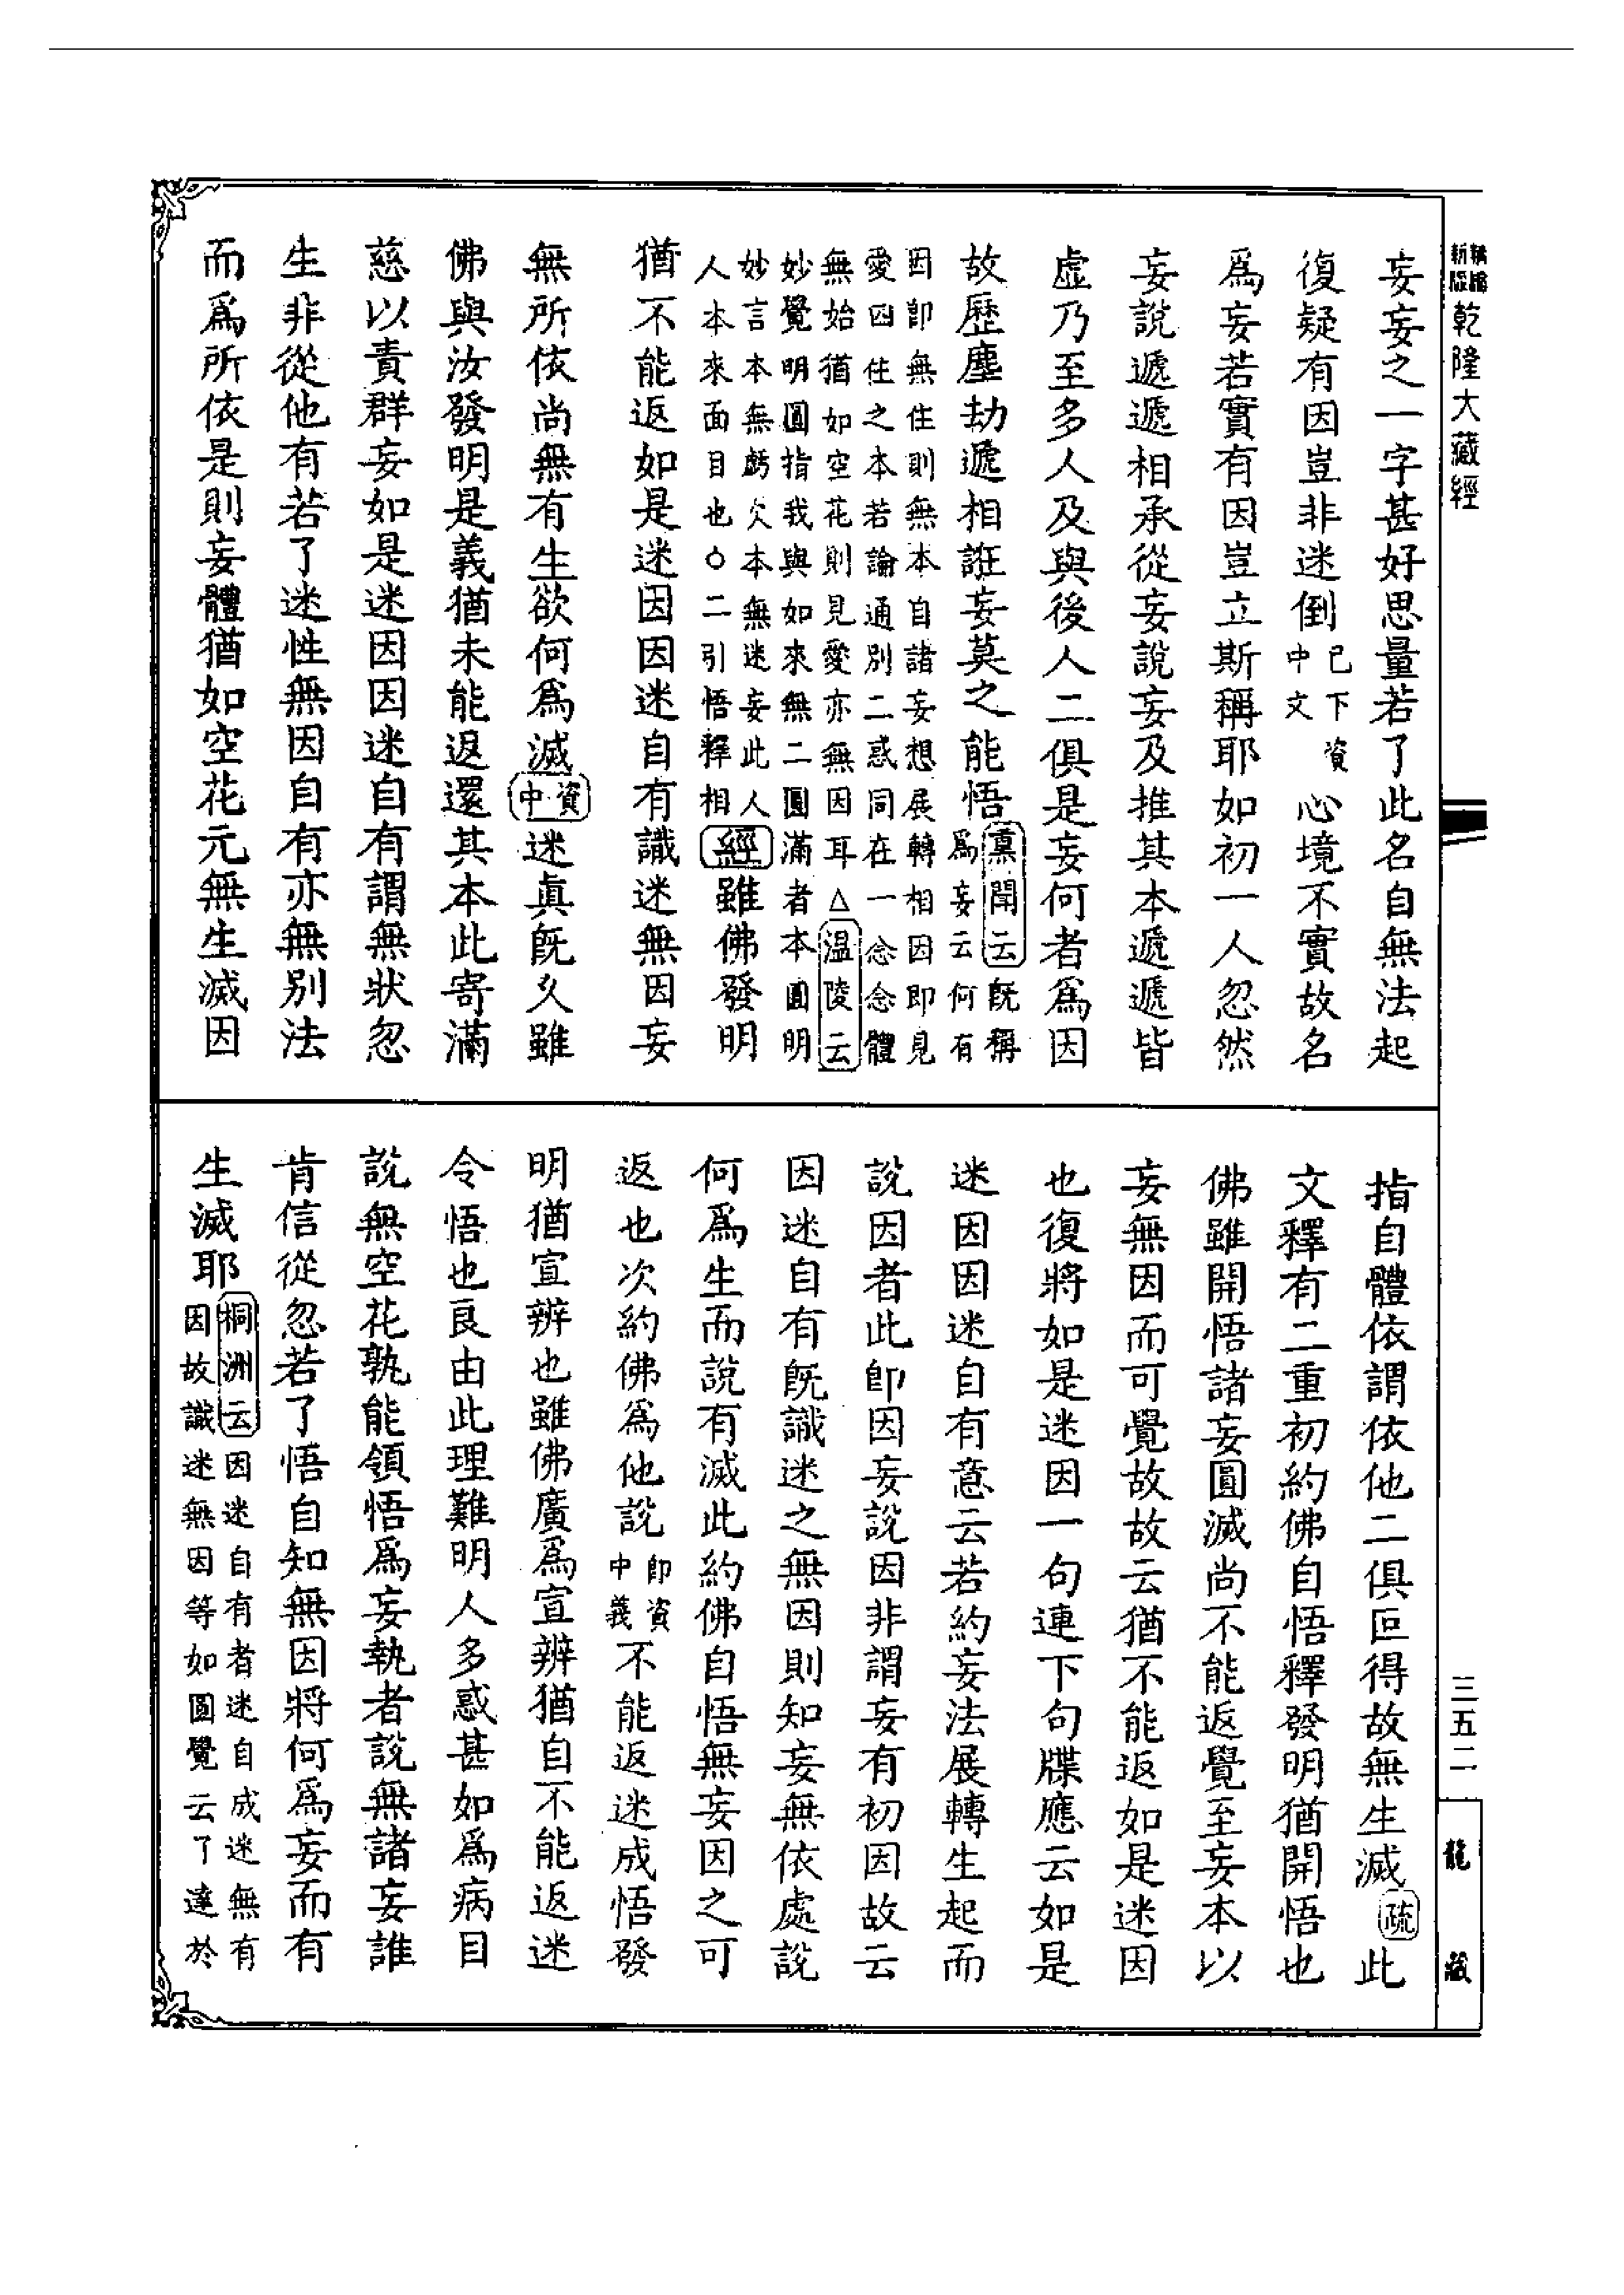 新編
新版
乾隆大藏經
妄妄之一字甚好思量若了此名自無法起
復疑有因豈非迷倒已下資中文心境不實故名
爲妄若實有因豈立斯稱耶如初一人忽然
妄說遞遞相承從妄說妄及推其本遞遞皆
虛乃至多人及與後人二俱是妄何者爲因
故歷塵劫遞相誑妄莫之能悟熏聞云旣稱爲妄云何有
因卽無住則無本自諸妄想展轉相因卽見
愛四住之本若論通別二惑同在一念念體
無始猶如空花則見愛亦無因耳△温陵云
妙覺明圓指我與如來無二圓滿者本圓明
妙言本無虧欠本無迷妄此人
人本來面目也○二引悟釋相經雖佛發明
猶不能返如是迷因因迷自有識迷無因妄
無所依尚無有生欲何爲滅資中迷眞旣久雖
佛與汝發明是義猶未能返還其本此寄滿
慈以責群妄如是迷因因迷自有謂無狀忽
生非從他有若了迷性無因自有亦無別法
而爲所依是則妄體猶如空花元無生滅因
指自體依謂依他二俱叵得故無生滅疏此
文釋有二重初約佛自悟釋發明猶開悟也
佛雖開悟諸妄圓滅尚不能返覺至妄本以
妄無因而可覺故故云猶不能返如是迷因
也復將如是迷因一句連下句牒應云如是
迷因因迷自有意云若約妄法展轉生起而
說因者此卽因妄說因非謂妄有初因故云
因迷自有旣識迷之無因則知妄無依處說
何爲生而說有滅此約佛自悟無妄因之可
返也次約佛爲他說卽資中義不能返迷成悟發
明猶宣辨也雖佛廣爲宣辨猶自不能返迷
令悟也良由此理難明人多惑甚如爲病目
說無空花孰能領悟爲妄執者說無諸妄誰
肯信從忽若了悟自知無因將何爲妄而有
生滅耶桐洲云因迷自有者迷自成迷無有
因故識迷無因等如圓覺云了達於
三五二
龍藏